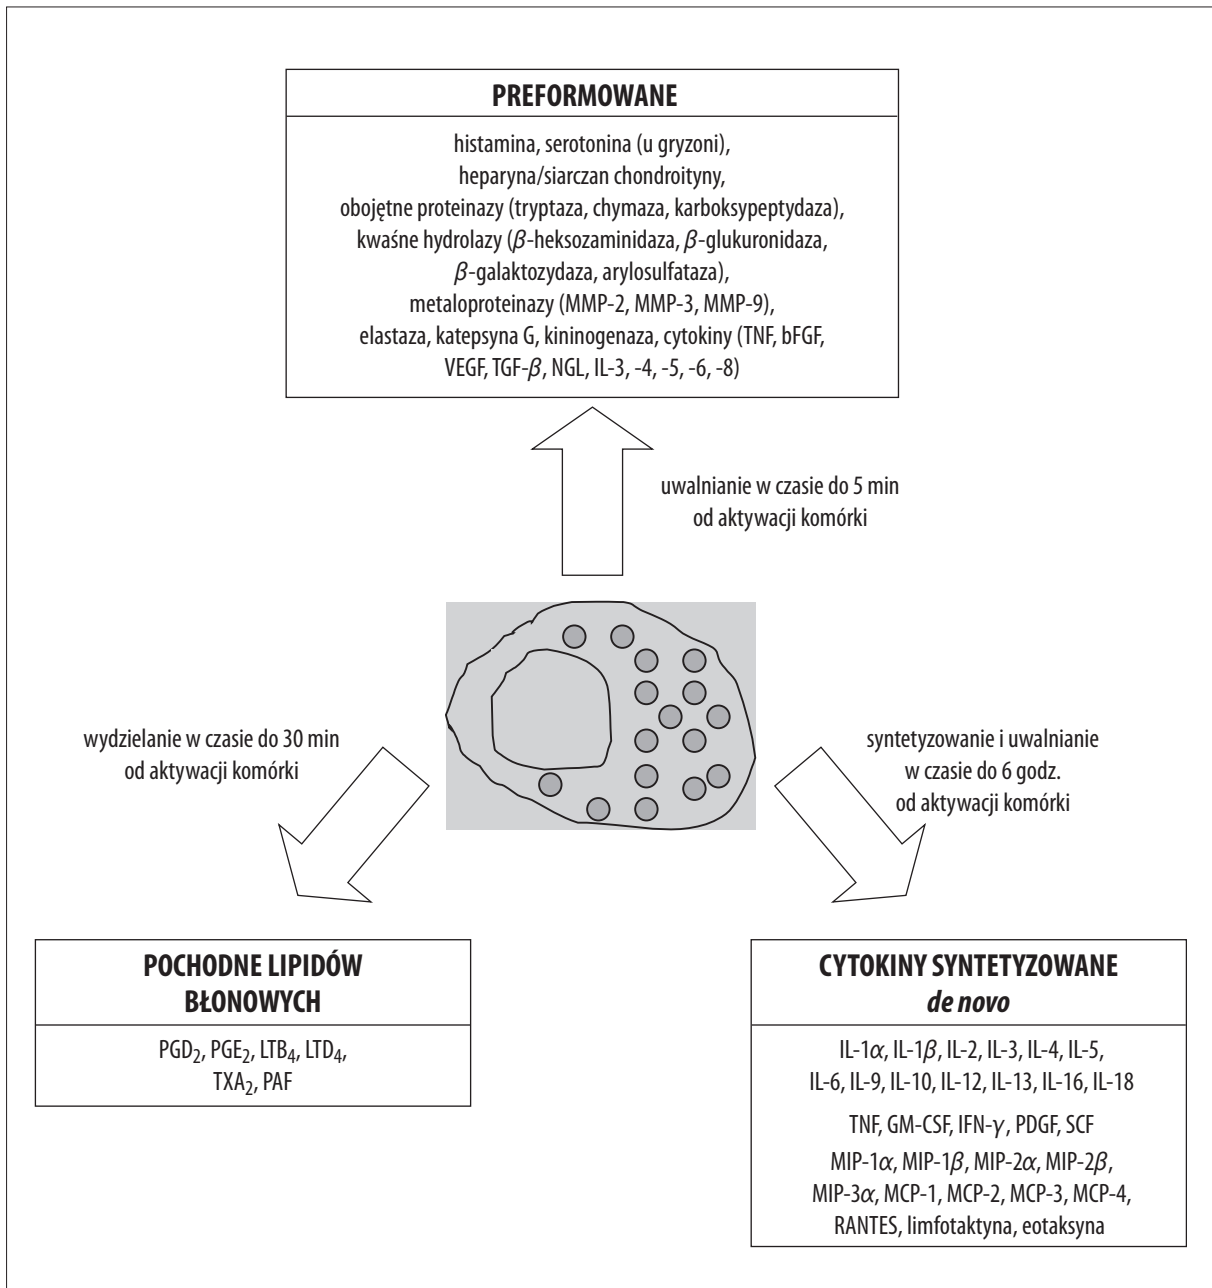 PREFORMOWANE
histamina, serotonina (u gryzoni),
heparyna/siarczan chondroityny,
obojętne proteinazy (tryptaza, chymaza, karboksypeptydaza),
kwaśne hydrolazy (β-heksozaminidaza, β-glukuronidaza,
β-galaktozydaza, arylosulfataza),
metaloproteinazy (MMP-2, MMP-3, MMP-9),
elastaza, katepsyna G, kininogenaza, cytokiny (TNF, bFGF,
VEGF, TGF-β, NGL, IL-3, -4, -5, -6, -8)
uwalnianie w czasie do 5 min
od aktywacji komórki
wydzielanie w czasie do 30 min
od aktywacji komórki
syntetyzowanie i uwalnianie
w czasie do 6 godz.
od aktywacji komórki
POCHODNE LIPIDÓW
BŁONOWYCH
PGD₂, PGE₂, LTB₄, LTD₄,
TXA₂, PAF
CYTOKINY SYNTETYZOWANE
de novo
IL-1α, IL-1β, IL-2, IL-3, IL-4, IL-5,
IL-6, IL-9, IL-10, IL-12, IL-13, IL-16, IL-18
TNF, GM-CSF, IFN-γ, PDGF, SCF
MIP-1α, MIP-1β, MIP-2α, MIP-2β,
MIP-3α, MCP-1, MCP-2, MCP-3, MCP-4,
RANTES, limfotaktyna, eotaksyna